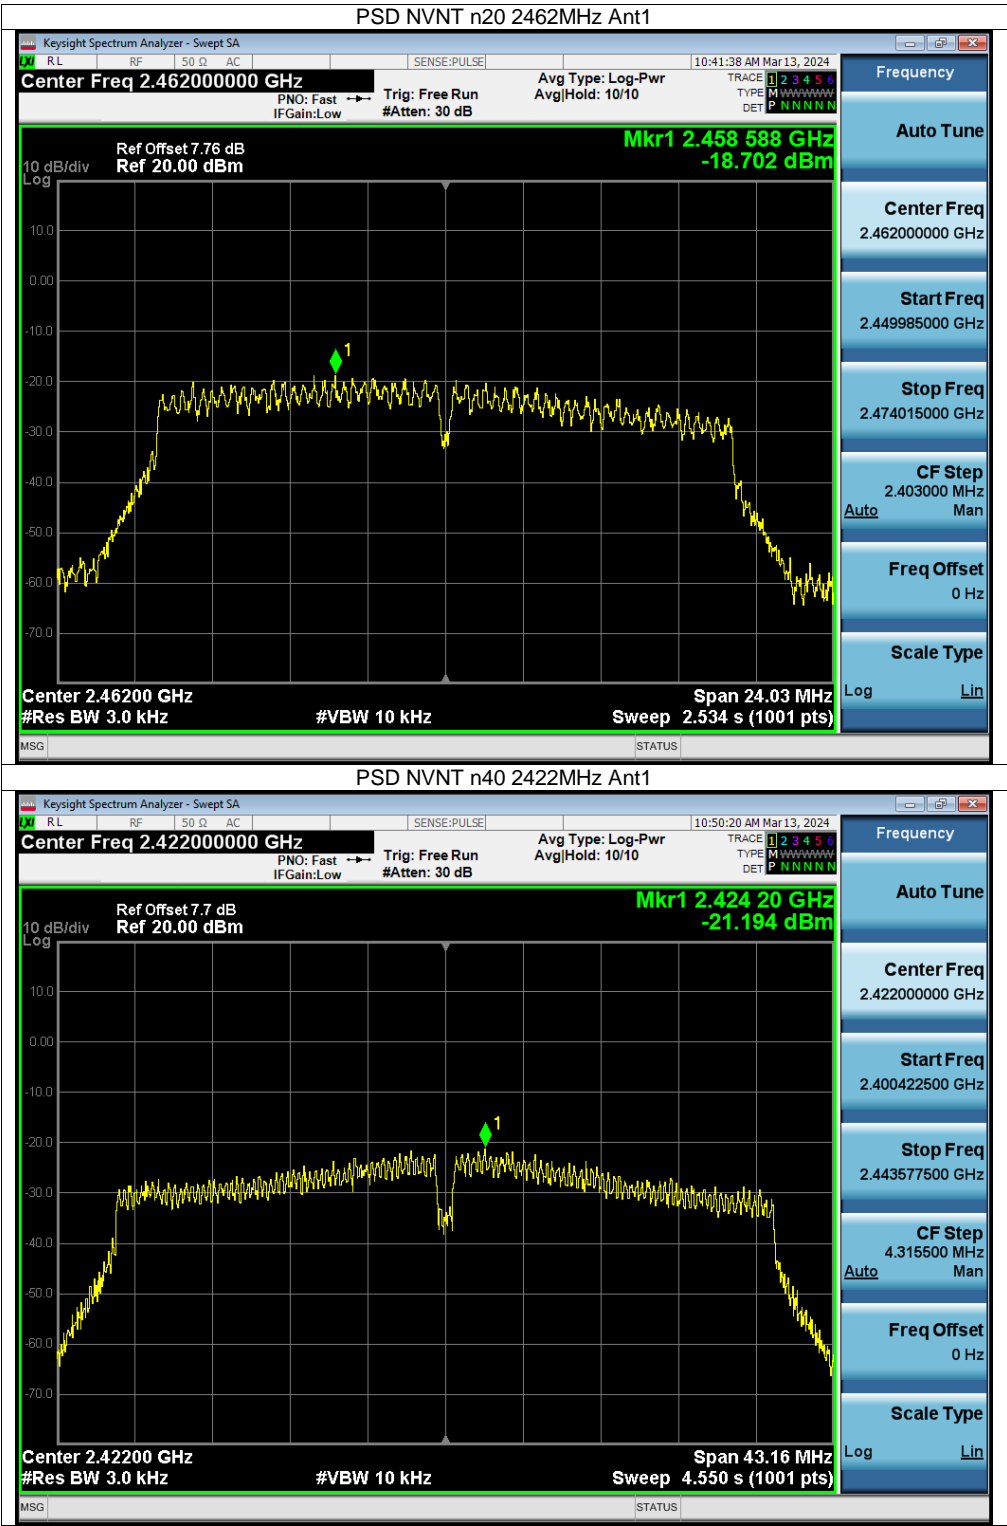 PSD NVNT n20 2462MHz Ant1
Keysight Spectrum Analyzer - Swept SA
LXI RL RF 50 Ω AC SENSE:PULSE 10:41:38 AM Mar 13, 2024
Center Freq 2.462000000 GHz
PNO: Fast
IFGain:Low
Trig: Free Run
#Atten: 30 dB
Avg Type: Log-Pwr
Avg|Hold: 10/10
TRACE 1 2 3 4 5 6
TYPE M WWWWW
DET P N N N N N
Ref Offset 7.76 dB
Ref 20.00 dBm
10 dB/div
Log
Mkr1 2.458 588 GHz
-18.702 dBm
10.0
0.00
-10.0
1
-20.0
-30.0
-40.0
-50.0
-60.0
-70.0
Center 2.46200 GHz
Span 24.03 MHz
#Res BW 3.0 kHz
#VBW 10 kHz
Sweep 2.534 s (1001 pts)
MSG
STATUS
Frequency
Auto Tune
Center Freq
2.462000000 GHz
Start Freq
2.449985000 GHz
Stop Freq
2.474015000 GHz
CF Step
2.403000 MHz
Auto Man
Freq Offset
0 Hz
Scale Type
Log Lin
PSD NVNT n40 2422MHz Ant1
Keysight Spectrum Analyzer - Swept SA
LXI RL RF 50 Ω AC SENSE:PULSE 10:50:20 AM Mar 13, 2024
Center Freq 2.422000000 GHz
PNO: Fast
IFGain:Low
Trig: Free Run
#Atten: 30 dB
Avg Type: Log-Pwr
Avg|Hold: 10/10
TRACE 1 2 3 4 5 6
TYPE M WWWWW
DET P N N N N N
Ref Offset 7.7 dB
Ref 20.00 dBm
10 dB/div
Log
Mkr1 2.424 20 GHz
-21.194 dBm
10.0
0.00
-10.0
1
-20.0
-30.0
-40.0
-50.0
-60.0
-70.0
Center 2.42200 GHz
Span 43.16 MHz
#Res BW 3.0 kHz
#VBW 10 kHz
Sweep 4.550 s (1001 pts)
MSG
STATUS
Frequency
Auto Tune
Center Freq
2.422000000 GHz
Start Freq
2.400422500 GHz
Stop Freq
2.443577500 GHz
CF Step
4.315500 MHz
Auto Man
Freq Offset
0 Hz
Scale Type
Log Lin